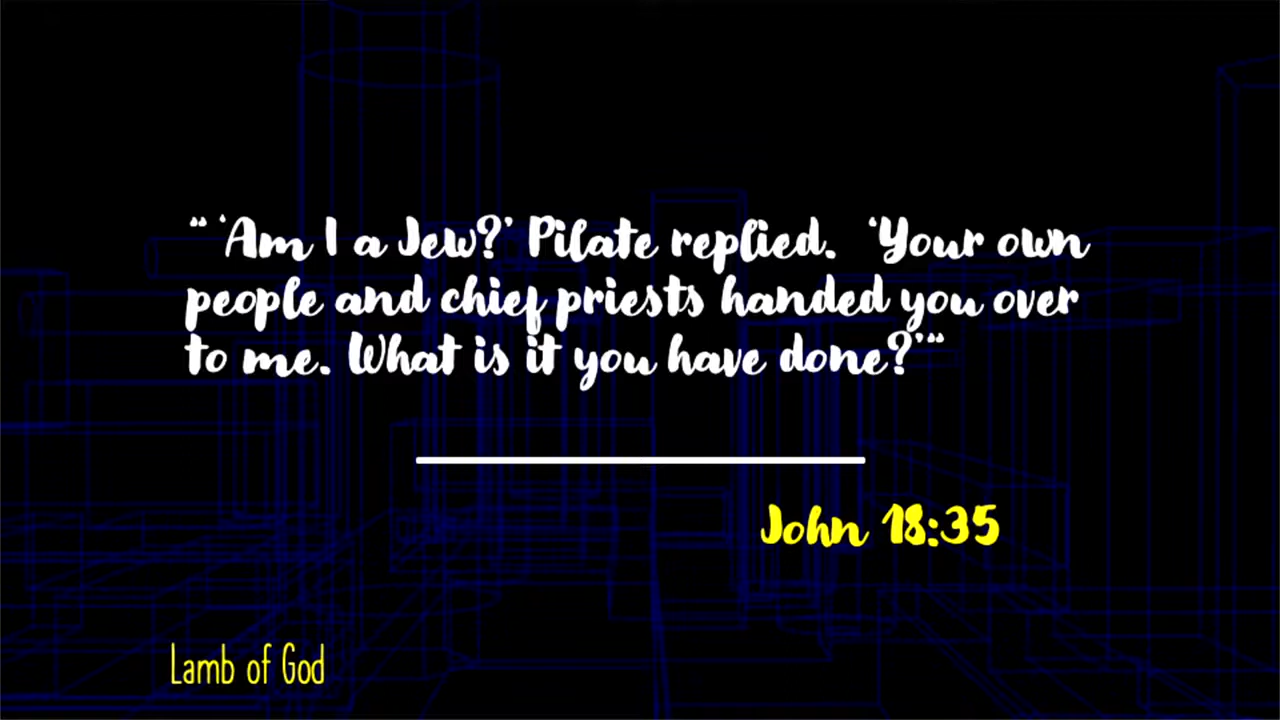 “ ‘Am I a Jew?’ Pilate replied. ‘Your own
people and chief priests handed you over
to me. What is it you have done?’“
John 18:35
Lamb of God